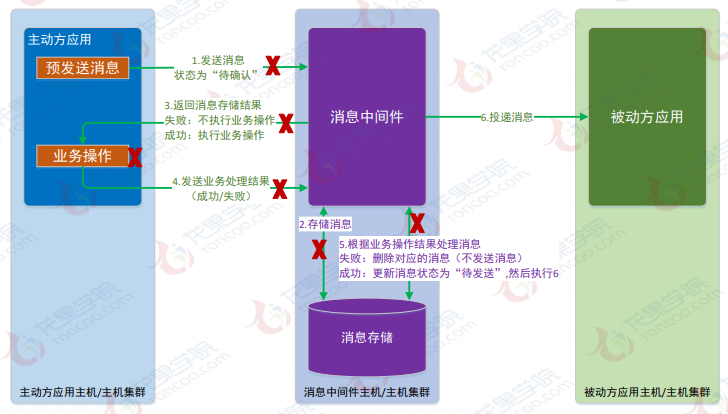 主动方应用
预发送消息
1.发送消息
状态为“待确认”
3.返回消息存储结果
失败：不执行业务操作
成功：执行业务操作
业务操作
4.发送业务处理结果
（成功/失败）
消息中间件
6.投递消息
被动方应用
2.存储消息
5.根据业务操作结果处理消息
失败：删除对应的消息（不发送消息）
成功：更新消息状态为“待发送”,然后执行6
消息存储
主动方应用主机/主机集群
消息中间件主机/主机集群
被动方应用主机/主机集群
龙果学院
roncoo.com